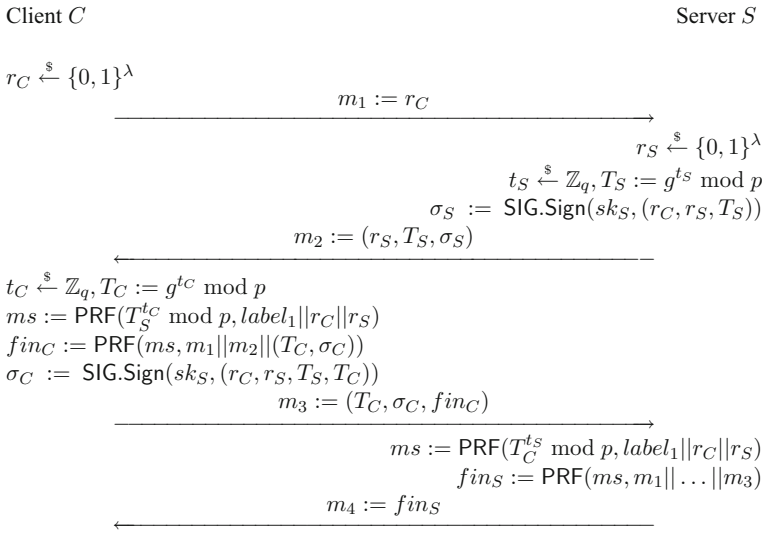 Client C Server S
r_C ←$ {0, 1}^λ
m_1 := r_C
r_S ←$ {0, 1}^λ
t_S ←$ ℤ_q, T_S := g^{t_S} mod p
σ_S := SIG.Sign(sk_S, (r_C, r_S, T_S))
m_2 := (r_S, T_S, σ_S)
t_C ←$ ℤ_q, T_C := g^{t_C} mod p
ms := PRF(T_S^{t_C} mod p, label_1||r_C||r_S)
fin_C := PRF(ms, m_1||m_2||(T_C, σ_C))
σ_C := SIG.Sign(sk_S, (r_C, r_S, T_S, T_C))
m_3 := (T_C, σ_C, fin_C)
ms := PRF(T_C^{t_S} mod p, label_1||r_C||r_S)
fin_S := PRF(ms, m_1|| . . . ||m_3)
m_4 := fin_S